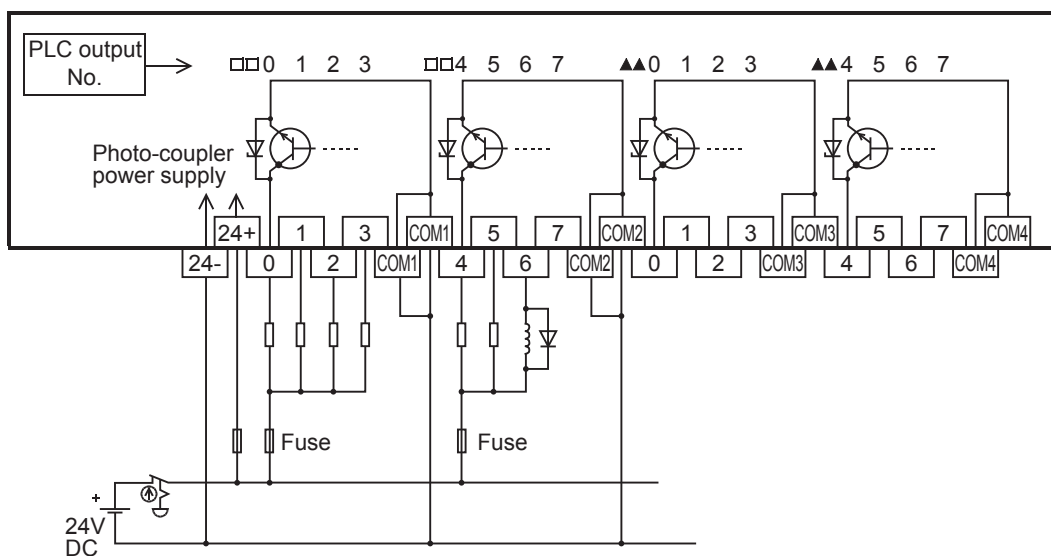 PLC output
No.
□□0 1 2 3 □□4 5 6 7 ▲▲0 1 2 3 ▲▲4 5 6 7
Photo-coupler
power supply
24+ 1 3 COM1 5 7 COM2 1 3 COM3 5 7 COM4
24- 0 2 COM1 4 6 COM2 0 2 COM3 4 6 COM4
Fuse Fuse
+
24V
DC